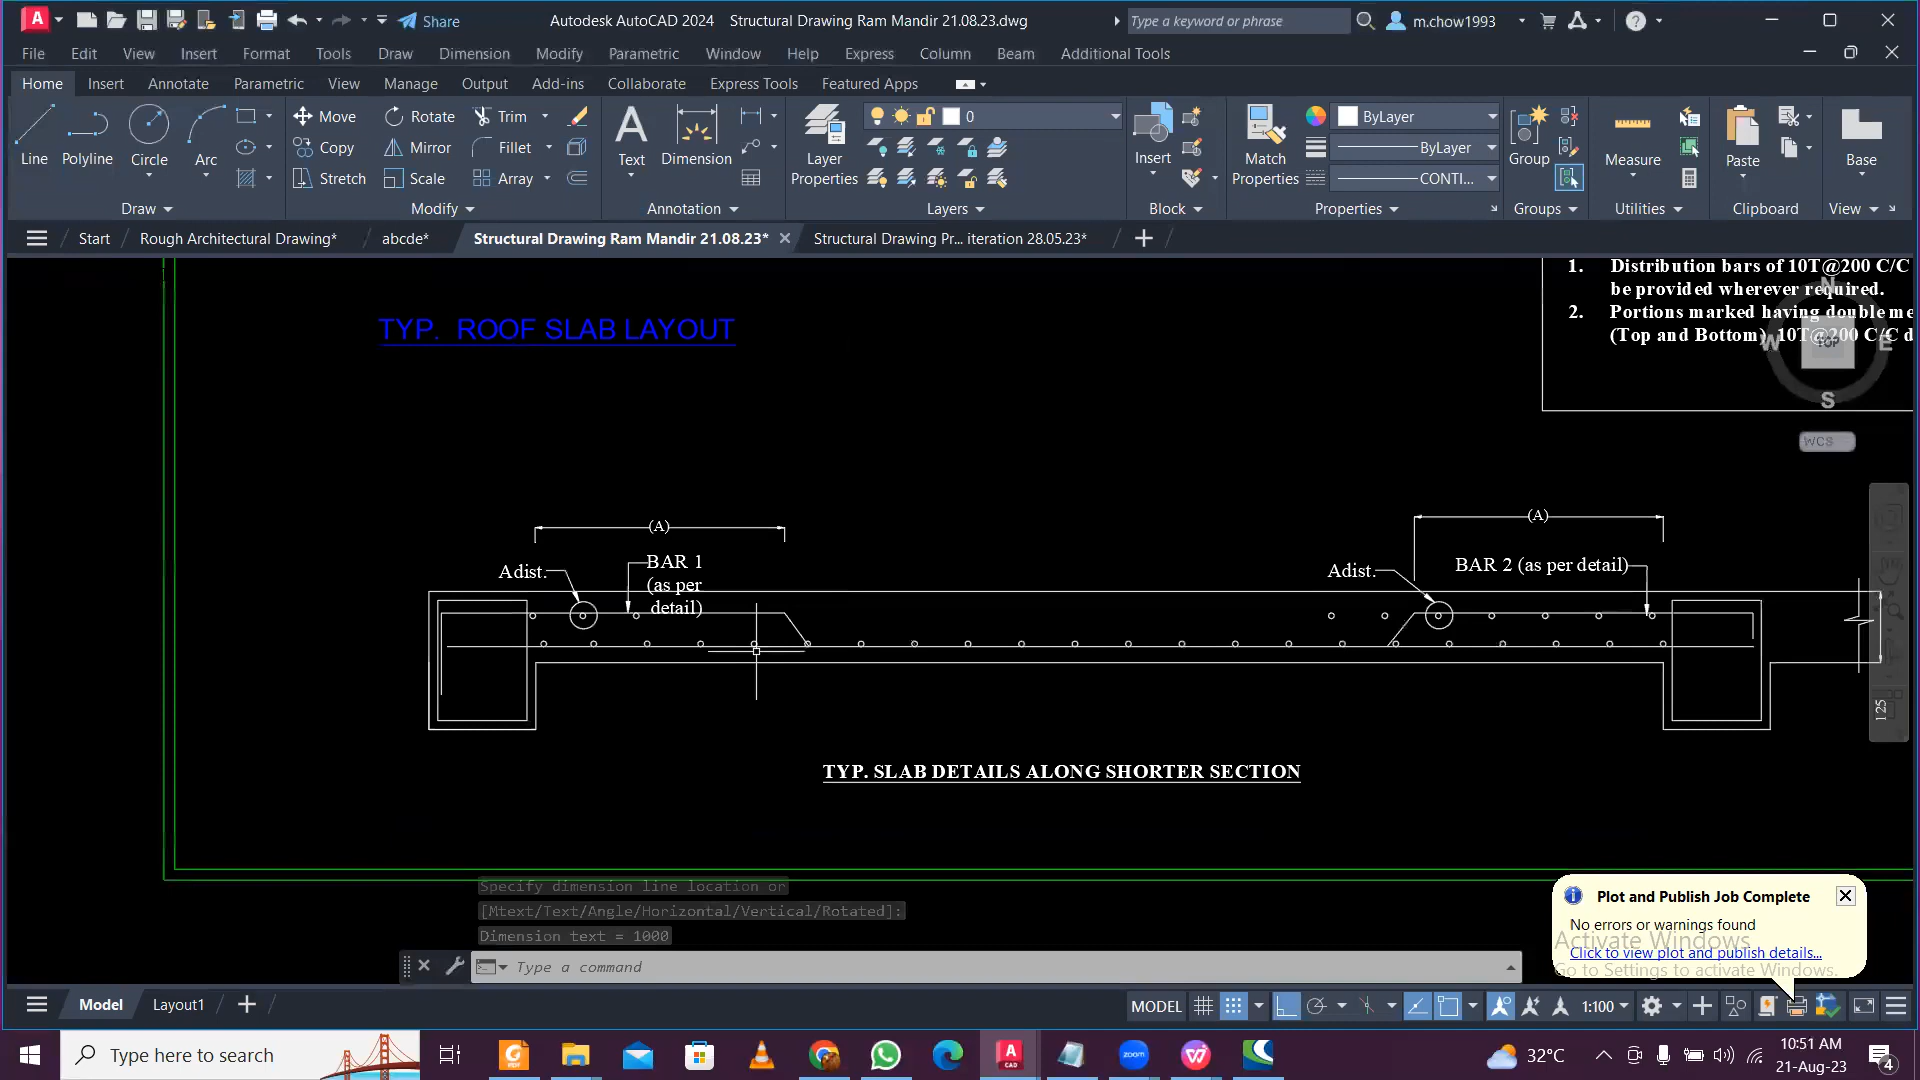 Autodesk AutoCAD 2024 Structural Drawing Ram Mandir 21.08.23.dwg
Share
Type a keyword or phrase
m.chow1993
File Edit View Insert Format Tools Draw Dimension Modify Parametric Window Help Express Column Beam Additional Tools
Home Insert Annotate Parametric View Manage Output Add-ins Collaborate Express Tools Featured Apps
Line Polyline Circle Arc
Move Rotate Trim
Copy Mirror Fillet
Stretch Scale Array
Text Dimension
Layer Properties
0
Insert
Match Properties
ByLayer
ByLayer
CONTI...
Group
Measure
Paste
Base
Draw Modify Annotation Layers Block Properties Groups Utilities Clipboard View
Start Rough Architectural Drawing* abcde* Structural Drawing Ram Mandir 21.08.23* Structural Drawing Pr... iteration 28.05.23*
1. Distribution bars of 10T@200 C/C
be provided wherever required.
2. Portions marked having double me
(Top and Bottom), 10T@200 C/C d
N
W TOP E
S
WCS
TYP. ROOF SLAB LAYOUT
(A)
(A)
Adist.
BAR 1
(as per
detail)
Adist.
BAR 2 (as per detail)
125
TYP. SLAB DETAILS ALONG SHORTER SECTION
Specify dimension line location or
[Mtext/Text/Angle/Horizontal/Vertical/Rotated]:
Dimension text = 1000
Type a command
Plot and Publish Job Complete
No errors or warnings found
Click to view plot and publish details...
Activate Windows
Go to Settings to activate Windows.
Model Layout1
MODEL
1:100
Type here to search
32°C
10:51 AM
21-Aug-23
4